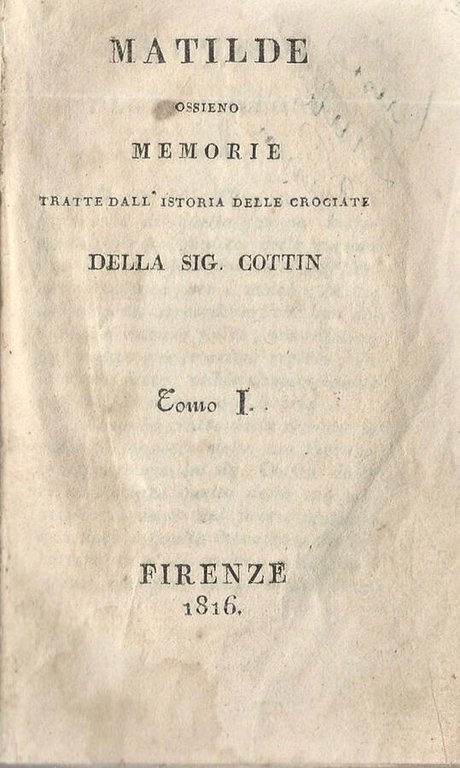 MATILDE
OSSIENO
MEMORIE
TRATTE DALL' ISTORIA DELLE CROCIATE
DELLA SIG. COTTIN
Tomo I.
FIRENZE
1816.